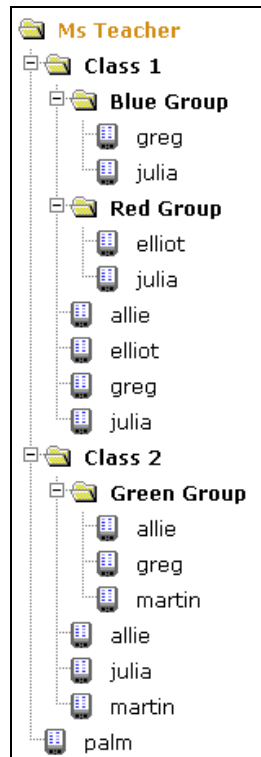 Ms Teacher
Class 1
Blue Group
greg
julia
Red Group
elliot
julia
allie
elliot
greg
julia
Class 2
Green Group
allie
greg
martin
allie
julia
martin
palm